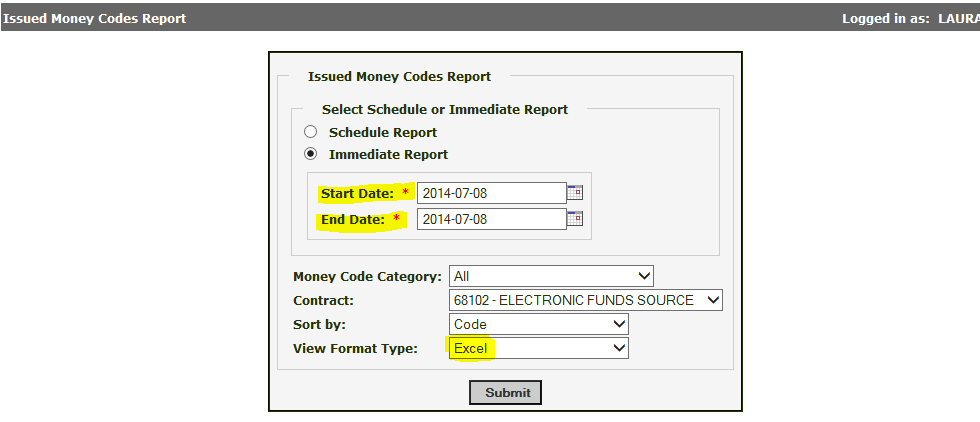 Issued Money Codes Report Logged in as: LAURA
Issued Money Codes Report
Select Schedule or Immediate Report
Schedule Report
Immediate Report
Start Date: * 2014-07-08
End Date: * 2014-07-08
Money Code Category: All
Contract: 68102 - ELECTRONIC FUNDS SOURCE
Sort by: Code
View Format Type: Excel
Submit